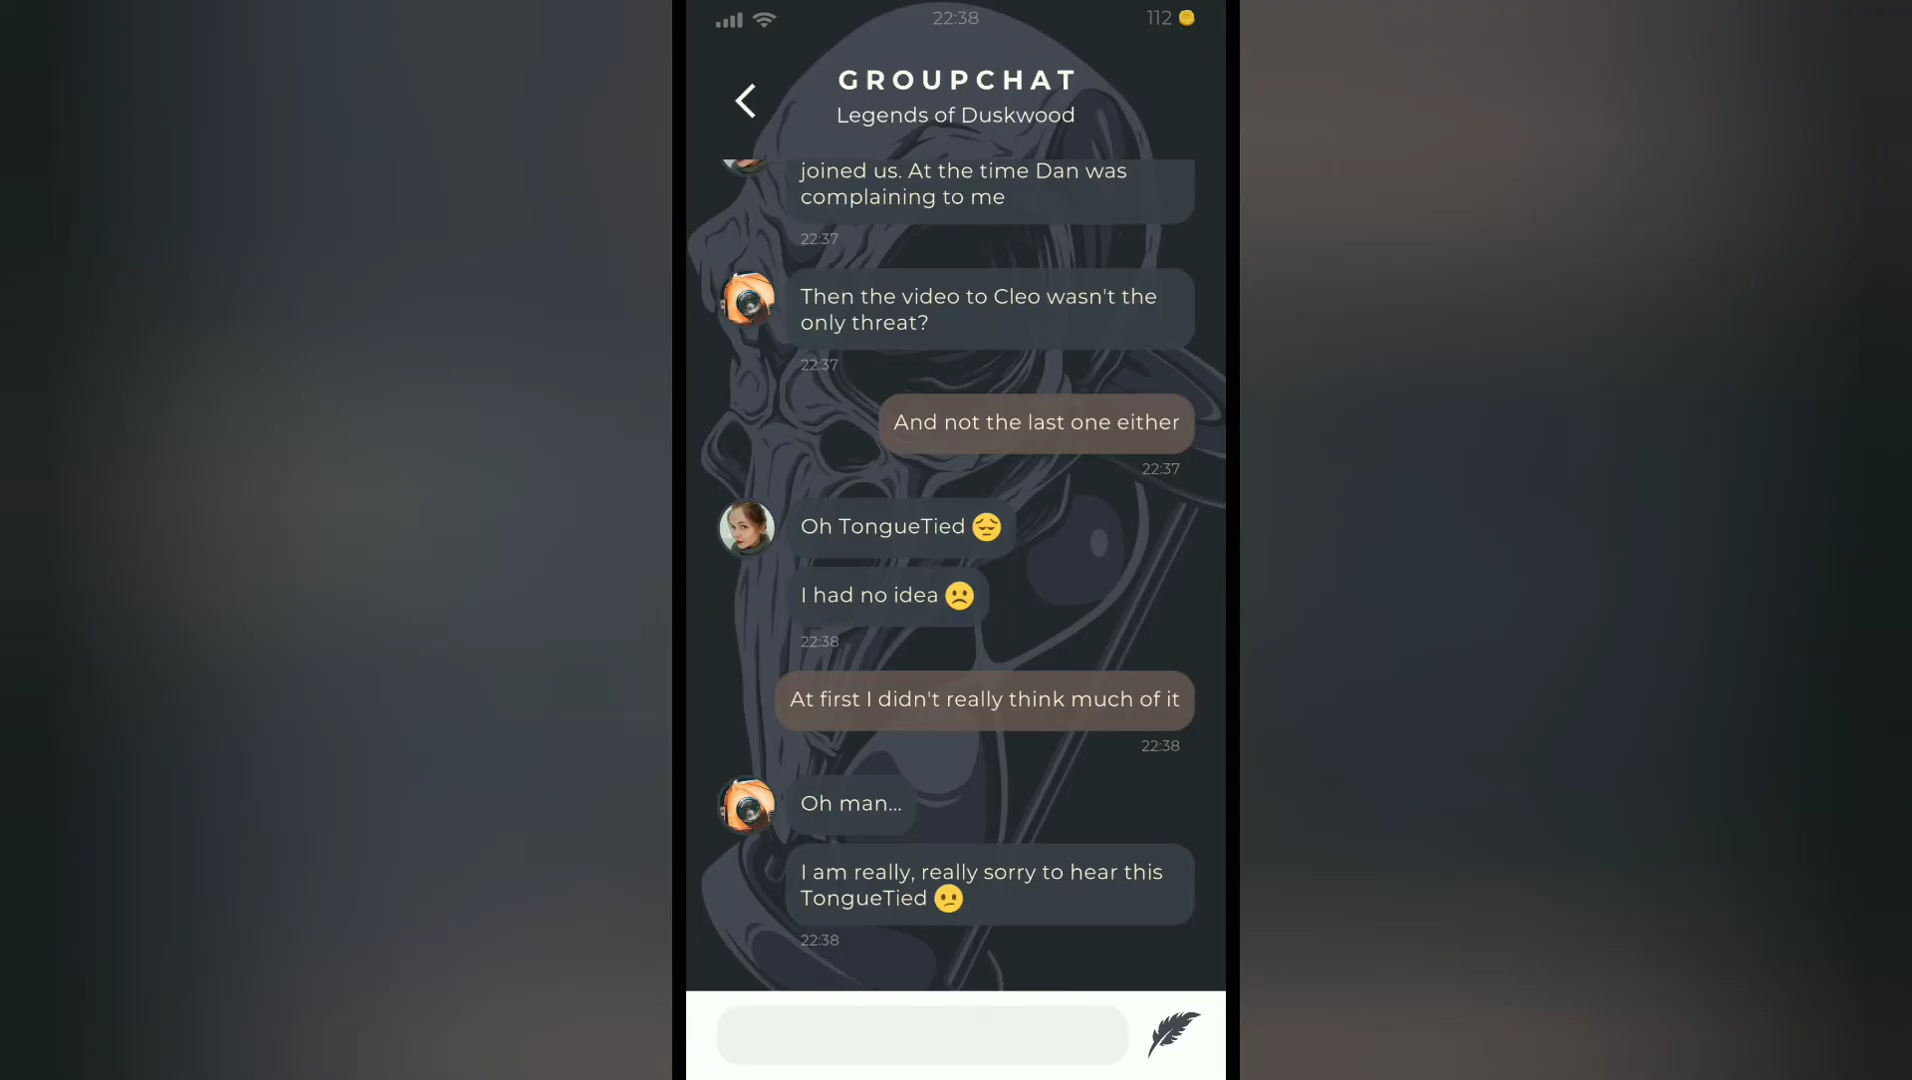 22:38
112
GROUPCHAT
Legends of Duskwood
joined us. At the time Dan was
complaining to me
22:37
Then the video to Cleo wasn't the
only threat?
22:37
And not the last one either
22:37
Oh TongueTied 😔
I had no idea 🙁
22:38
At first I didn't really think much of it
22:38
Oh man...
I am really, really sorry to hear this
TongueTied 😕
22:38